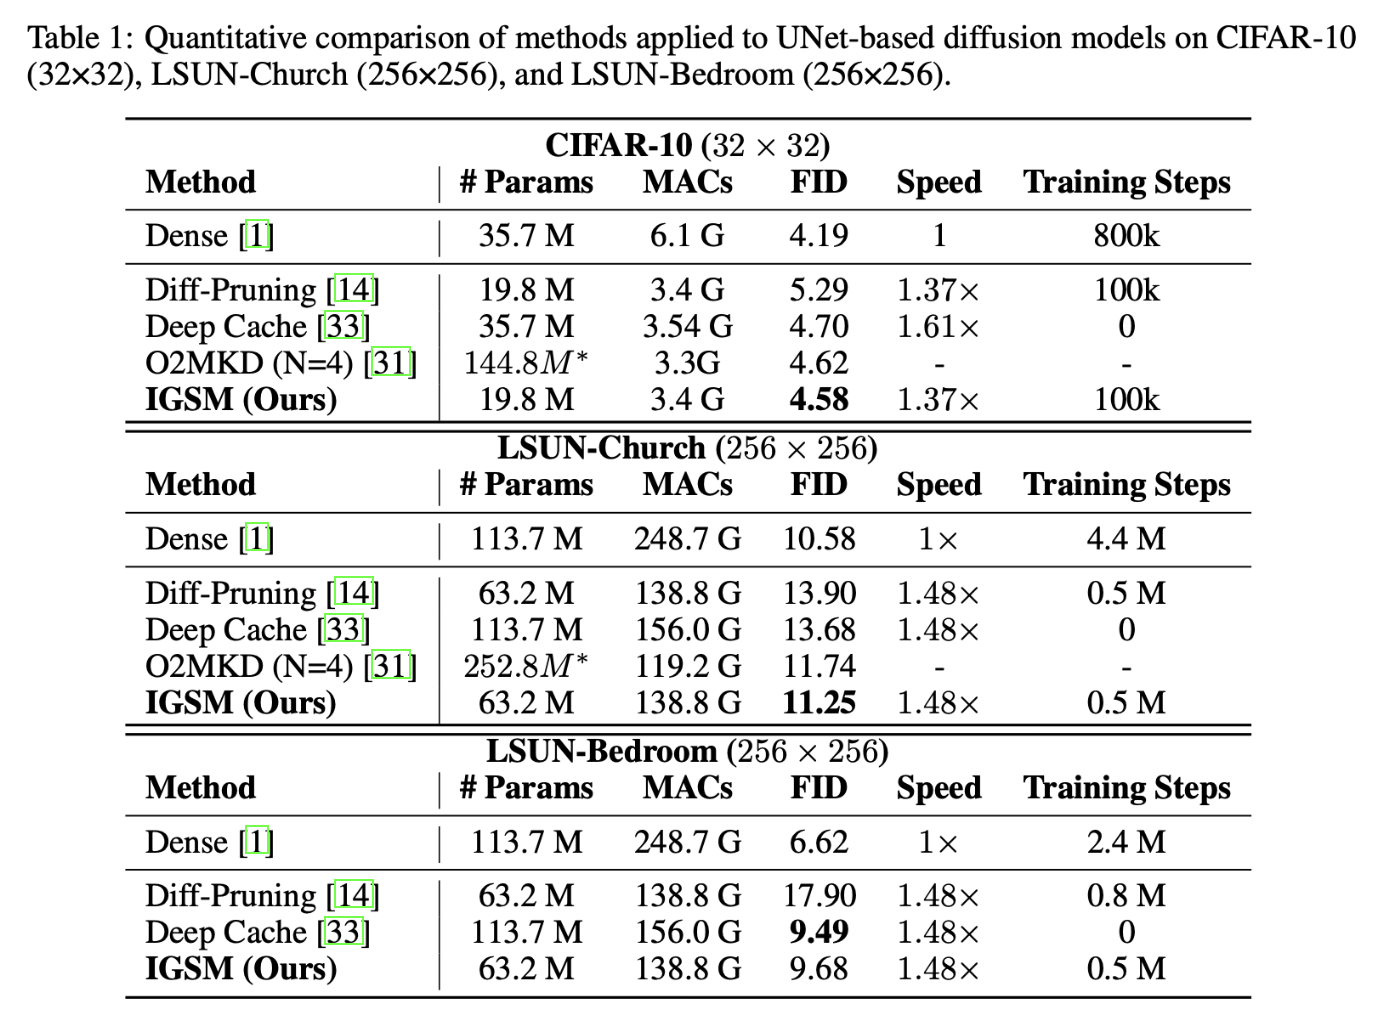 Table 1: Quantitative comparison of methods applied to UNet-based diffusion models on CIFAR-10
(32×32), LSUN-Church (256×256), and LSUN-Bedroom (256×256).
CIFAR-10 (32 × 32)
Method # Params MACs FID Speed Training Steps
Dense [1] 35.7 M 6.1 G 4.19 1 800k
Diff-Pruning [14] 19.8 M 3.4 G 5.29 1.37× 100k
Deep Cache [33] 35.7 M 3.54 G 4.70 1.61× 0
O2MKD (N=4) [31] 144.8M* 3.3G 4.62 - -
IGSM (Ours) 19.8 M 3.4 G 4.58 1.37× 100k
LSUN-Church (256 × 256)
Method # Params MACs FID Speed Training Steps
Dense [1] 113.7 M 248.7 G 10.58 1× 4.4 M
Diff-Pruning [14] 63.2 M 138.8 G 13.90 1.48× 0.5 M
Deep Cache [33] 113.7 M 156.0 G 13.68 1.48× 0
O2MKD (N=4) [31] 252.8M* 119.2 G 11.74 - -
IGSM (Ours) 63.2 M 138.8 G 11.25 1.48× 0.5 M
LSUN-Bedroom (256 × 256)
Method # Params MACs FID Speed Training Steps
Dense [1] 113.7 M 248.7 G 6.62 1× 2.4 M
Diff-Pruning [14] 63.2 M 138.8 G 17.90 1.48× 0.8 M
Deep Cache [33] 113.7 M 156.0 G 9.49 1.48× 0
IGSM (Ours) 63.2 M 138.8 G 9.68 1.48× 0.5 M